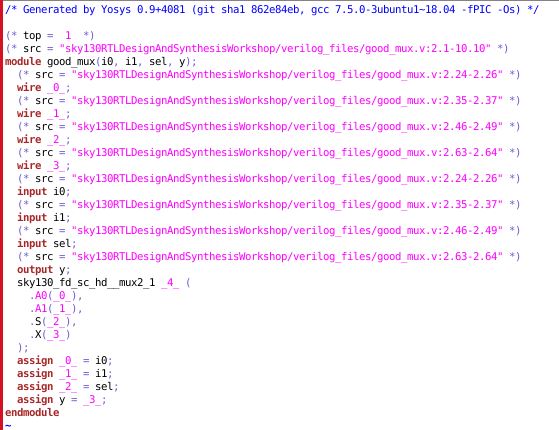 /* Generated by Yosys 0.9+4081 (git sha1 862e84eb, gcc 7.5.0-3ubuntu1~18.04 -fPIC -Os) */

(* top =  1  *)
(* src = "sky130RTLDesignAndSynthesisWorkshop/verilog_files/good_mux.v:2.1-10.10" *)
module good_mux(i0, i1, sel, y);
  (* src = "sky130RTLDesignAndSynthesisWorkshop/verilog_files/good_mux.v:2.24-2.26" *)
  wire _0_;
  (* src = "sky130RTLDesignAndSynthesisWorkshop/verilog_files/good_mux.v:2.35-2.37" *)
  wire _1_;
  (* src = "sky130RTLDesignAndSynthesisWorkshop/verilog_files/good_mux.v:2.46-2.49" *)
  wire _2_;
  (* src = "sky130RTLDesignAndSynthesisWorkshop/verilog_files/good_mux.v:2.63-2.64" *)
  wire _3_;
  (* src = "sky130RTLDesignAndSynthesisWorkshop/verilog_files/good_mux.v:2.24-2.26" *)
  input i0;
  (* src = "sky130RTLDesignAndSynthesisWorkshop/verilog_files/good_mux.v:2.35-2.37" *)
  input i1;
  (* src = "sky130RTLDesignAndSynthesisWorkshop/verilog_files/good_mux.v:2.46-2.49" *)
  input sel;
  (* src = "sky130RTLDesignAndSynthesisWorkshop/verilog_files/good_mux.v:2.63-2.64" *)
  output y;
  sky130_fd_sc_hd__mux2_1 _4_ (
    .A0(_0_),
    .A1(_1_),
    .S(_2_),
    .X(_3_)
  );
  assign _0_ = i0;
  assign _1_ = i1;
  assign _2_ = sel;
  assign y = _3_;
endmodule
~